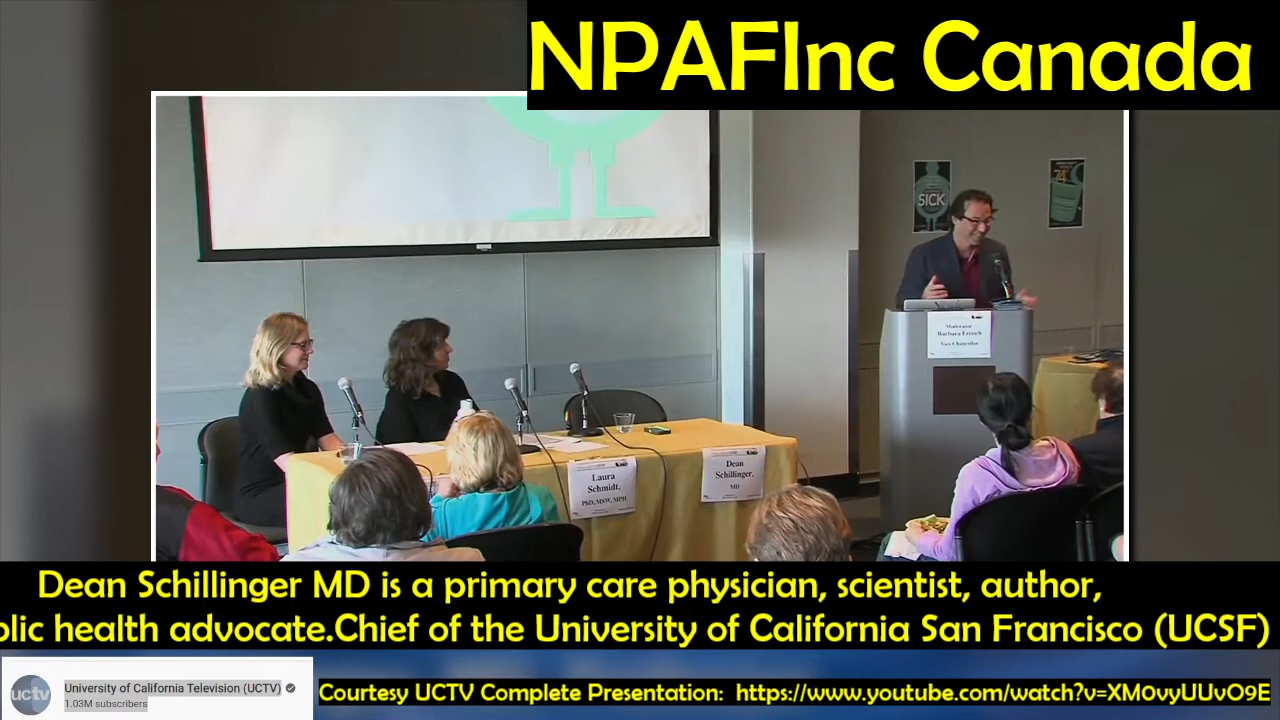 NPAFInc Canada
SICK
74
Moderator
Barbara French
Vice Chancellor
Laura
Schmidt,
PhD, MSW, MPH
Dean
Schillinger,
MD
Dean Schillinger MD is a primary care physician, scientist, author,
blic health advocate.Chief of the University of California San Francisco (UCSF)
uctv
University of California Television (UCTV)
1.03M subscribers
Courtesy UCTV Complete Presentation: https://www.youtube.com/watch?v=XM0vyUUvO9E